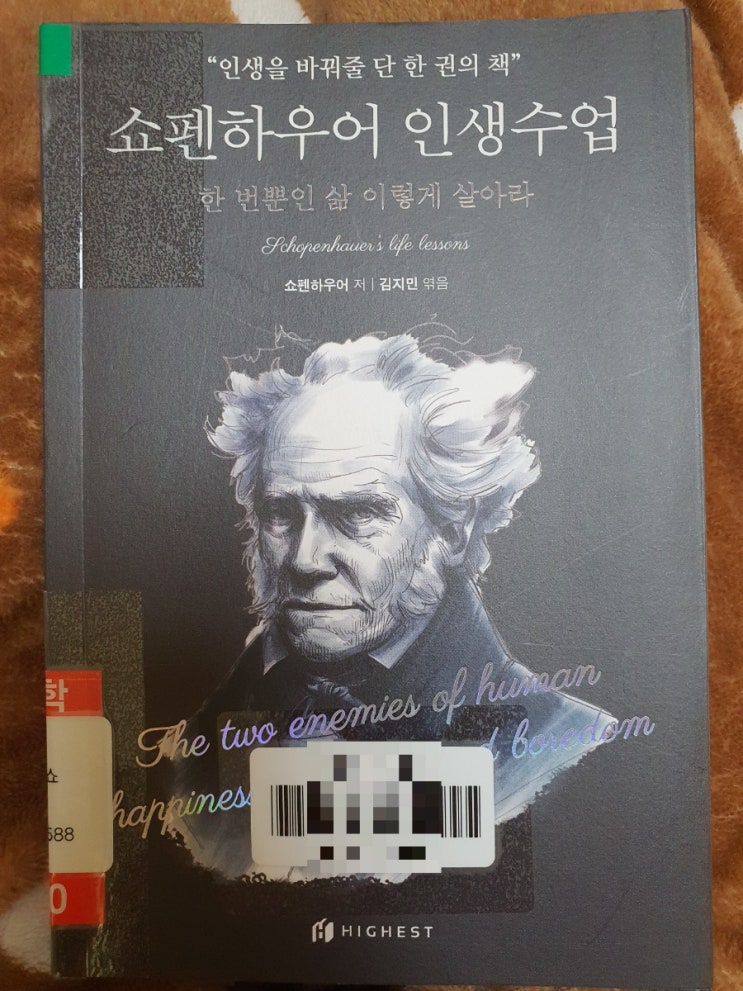 “인생을 바꿔줄 단 한 권의 책”
쇼펜하우어 인생수업
한 번뿐인 삶 이렇게 살아라
Schopenhauer's life lessons
쇼펜하우어 저 | 김지민 엮음
The two enemies of human
happiness boredom
학
쇼
588
0
HIGHEST